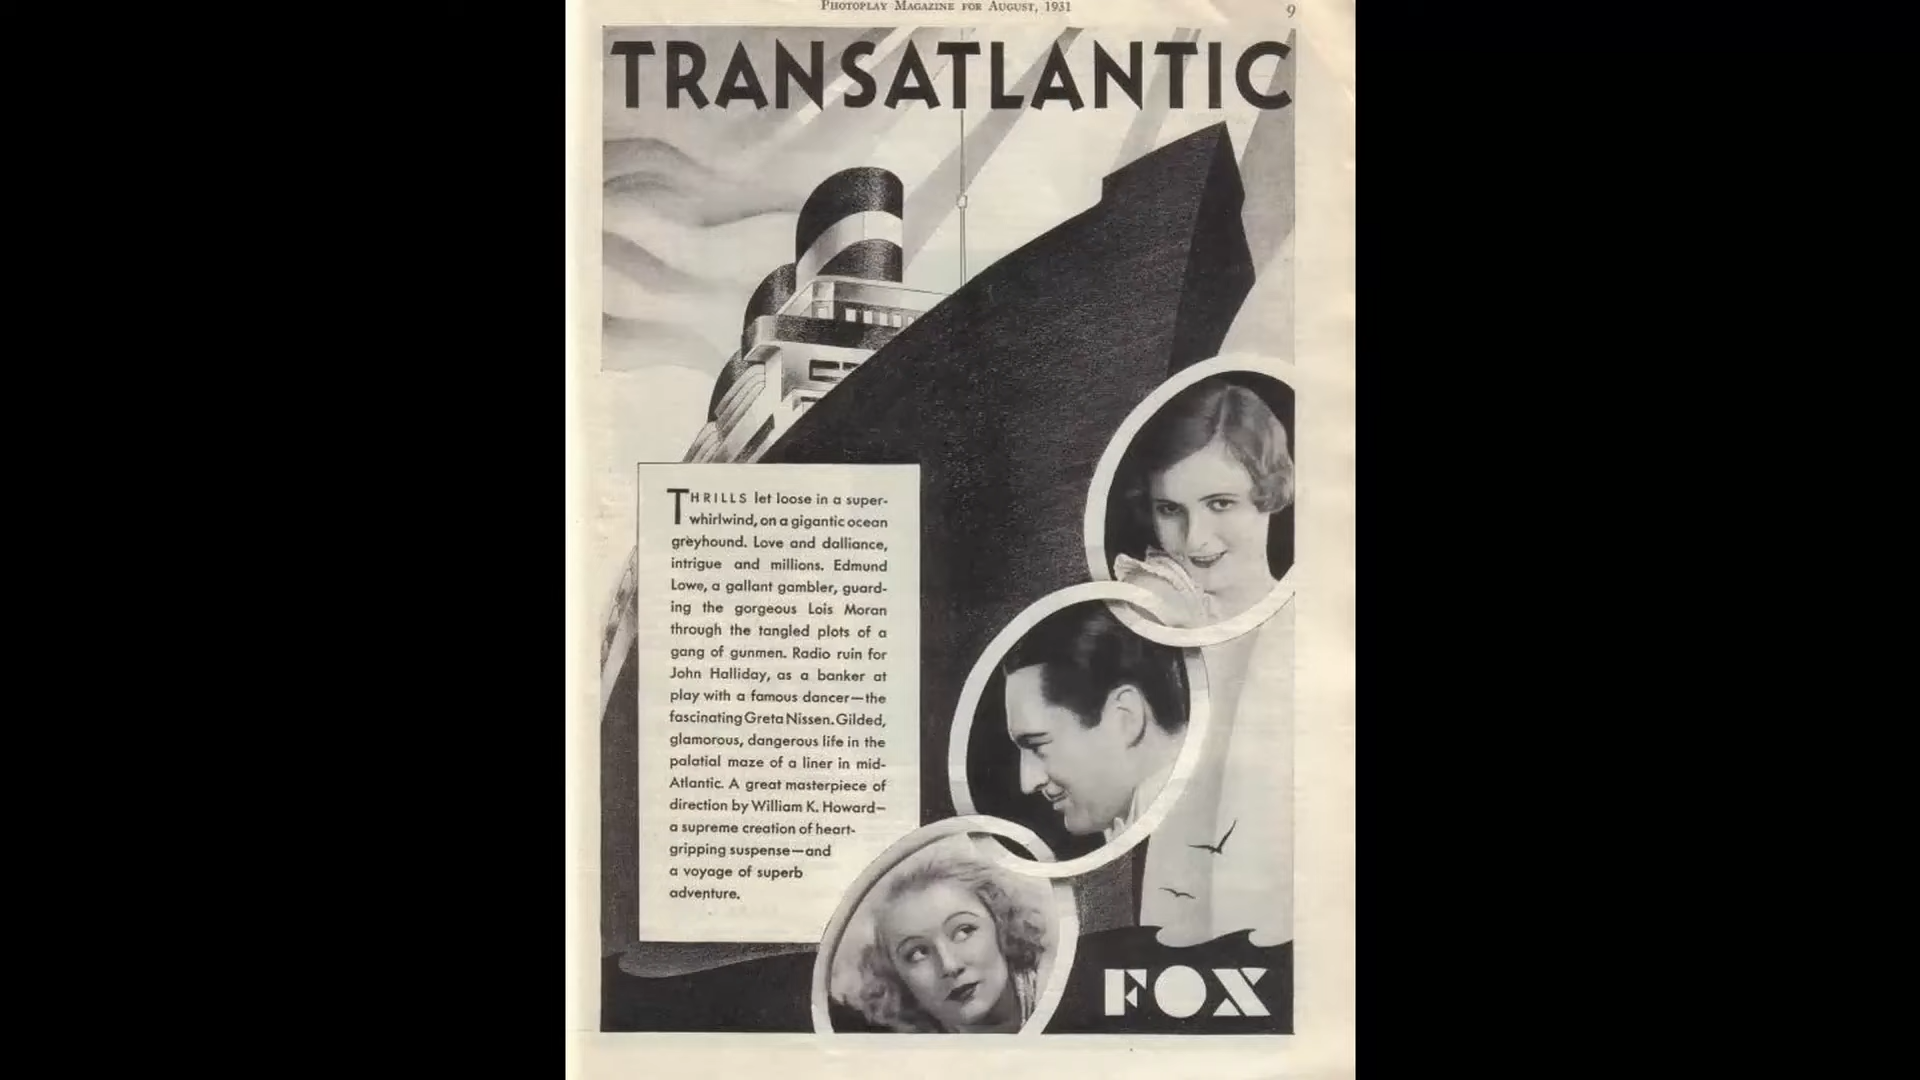 PHOTOPLAY MAGAZINE FOR AUGUST, 1931
9
TRANSATLANTIC
THRILLS let loose in a super-
whirlwind, on a gigantic ocean
greyhound. Love and dalliance,
intrigue and millions. Edmund
Lowe, a gallant gambler, guard-
ing the gorgeous Lois Moran
through the tangled plots of a
gang of gunmen. Radio ruin for
John Halliday, as a banker at
play with a famous dancer—the
fascinating Greta Nissen. Gilded,
glamorous, dangerous life in the
palatial maze of a liner in mid-
Atlantic. A great masterpiece of
direction by William K. Howard—
a supreme creation of heart-
gripping suspense—and
a voyage of superb
adventure.
FOX